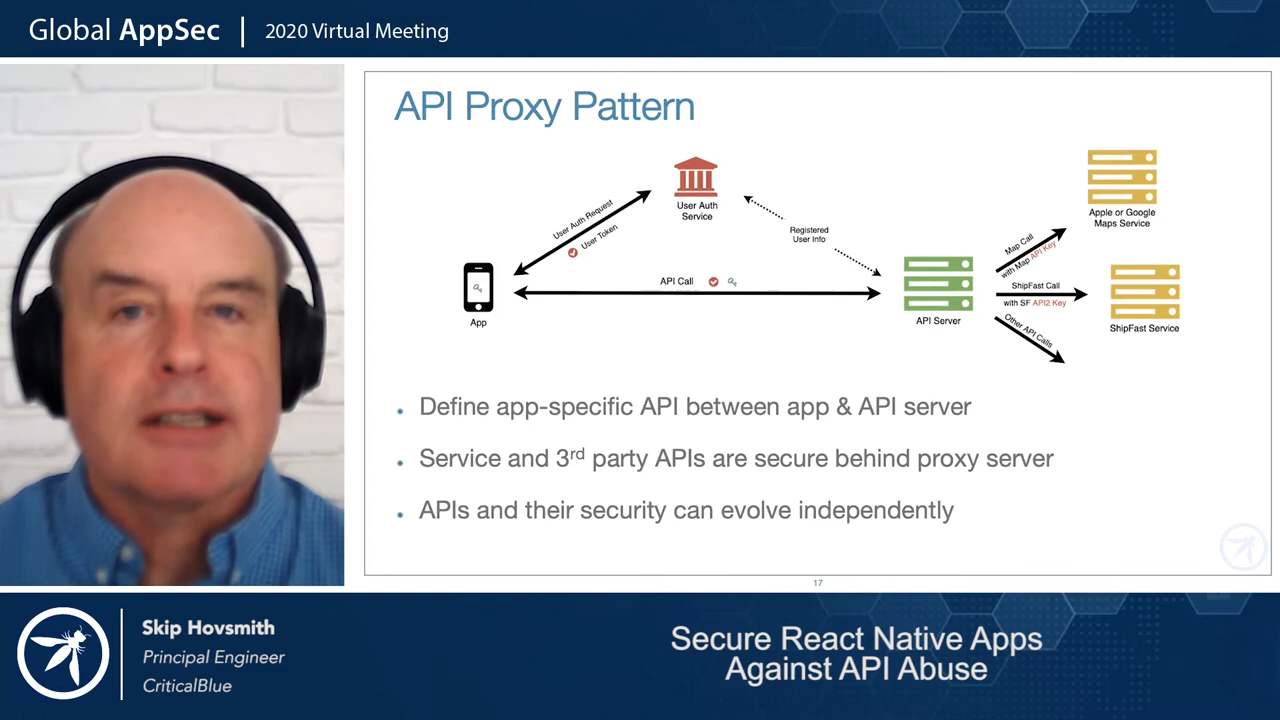 Global AppSec | 2020 Virtual Meeting
API Proxy Pattern
User Auth
Service
User Auth Request
User Token
Registered
User Info
API Call
App
API Server
Map Call
with Map API Key
ShipFast Call
with SF API2 Key
Other API Calls
Apple or Google
Maps Service
ShipFast Service
• Define app-specific API between app & API server
• Service and 3rd party APIs are secure behind proxy server
• APIs and their security can evolve independently
17
Skip Hovsmith
Principal Engineer
CriticalBlue
Secure React Native Apps
Against API Abuse